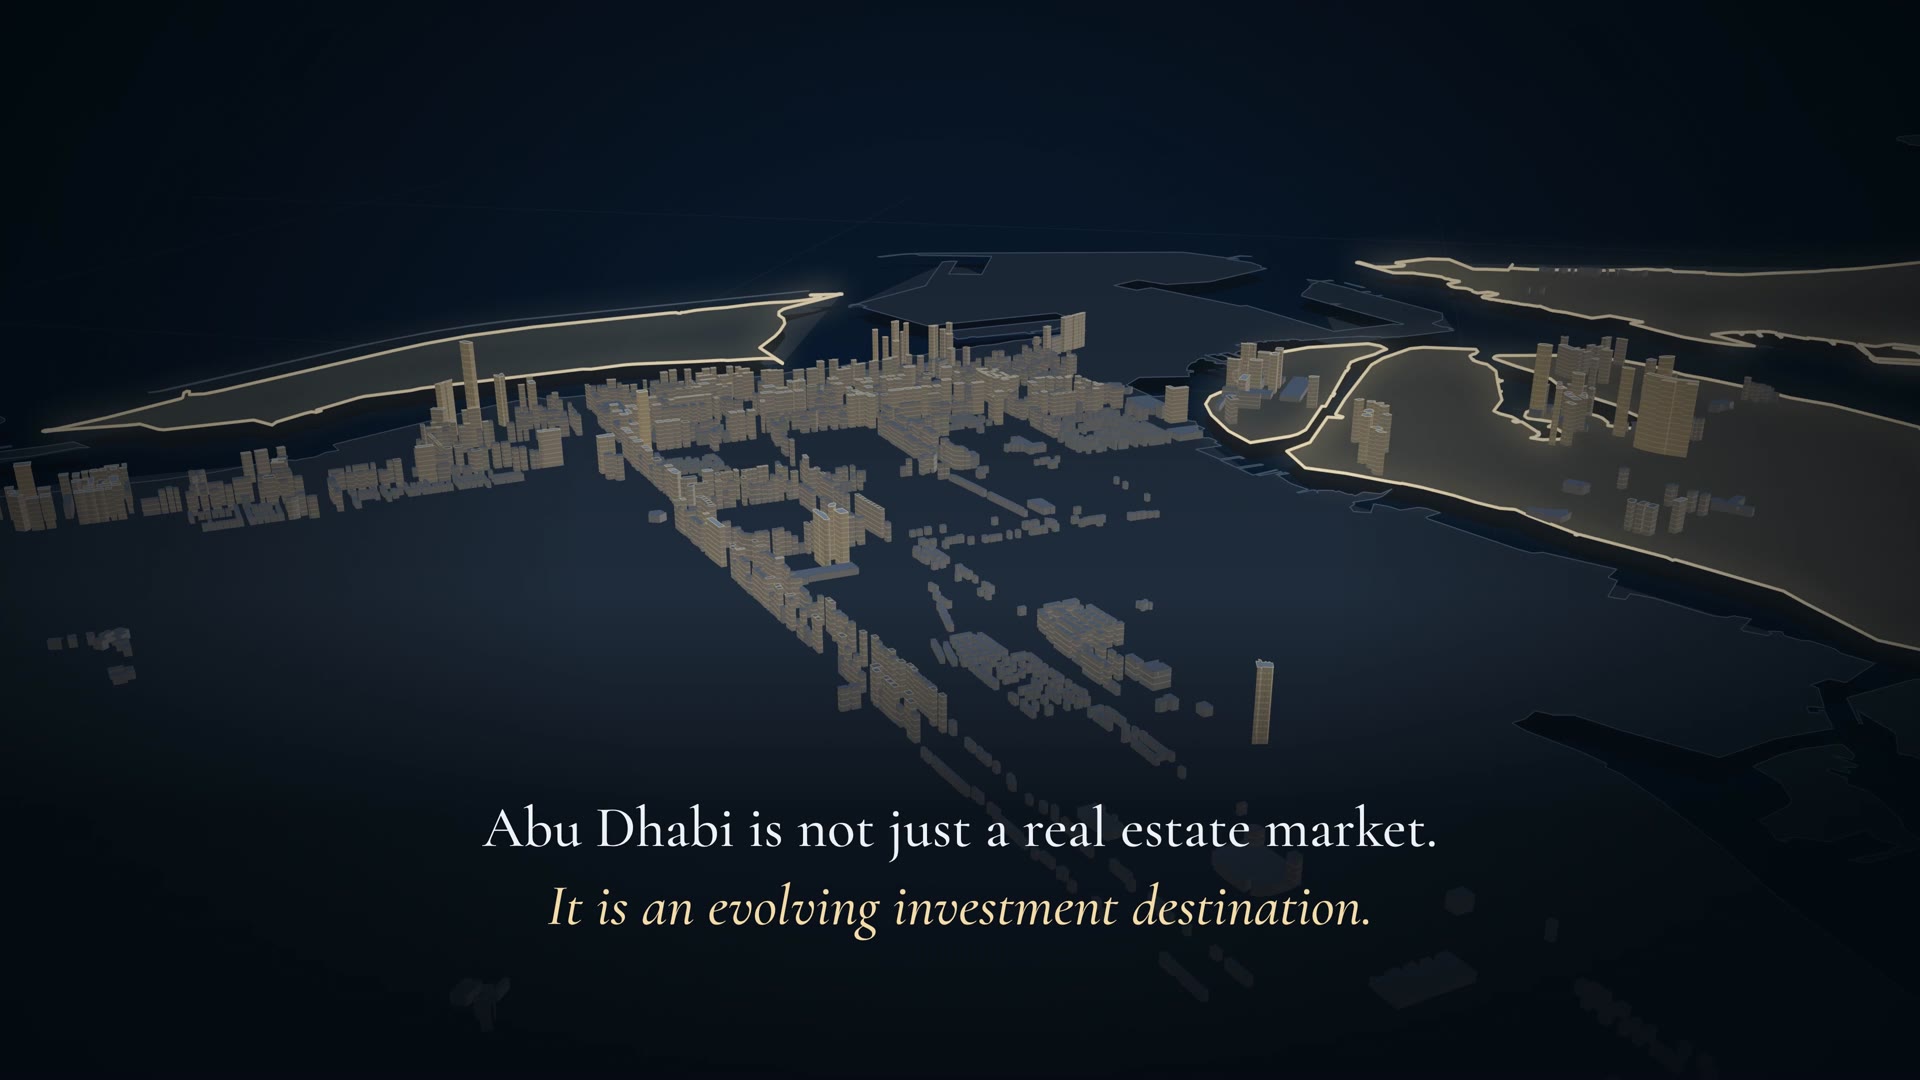 Abu Dhabi is not just a real estate market.
It is an evolving investment destination.